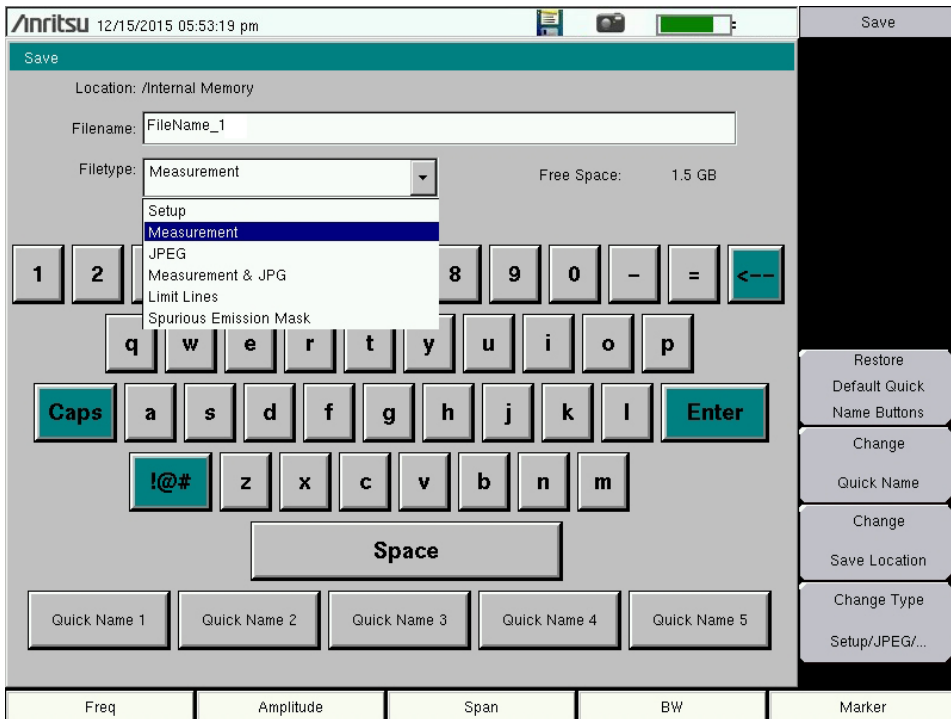 Anritsu 12/15/2015 05:53:19 pm
Save
Save
Location: /Internal Memory
Filename: FileName_1
Filetype: Measurement
Free Space: 1.5 GB
Setup
Measurement
JPEG
Measurement & JPG
Limit Lines
Spurious Emission Mask
1 2 8 9 0 - = <--
q w e r t y u i o p
Caps a s d f g h j k l Enter
!@# z x c v b n m
Space
Quick Name 1 Quick Name 2 Quick Name 3 Quick Name 4 Quick Name 5
Restore
Default Quick
Name Buttons
Change
Quick Name
Change
Save Location
Change Type
Setup/JPEG/...
Freq Amplitude Span BW Marker